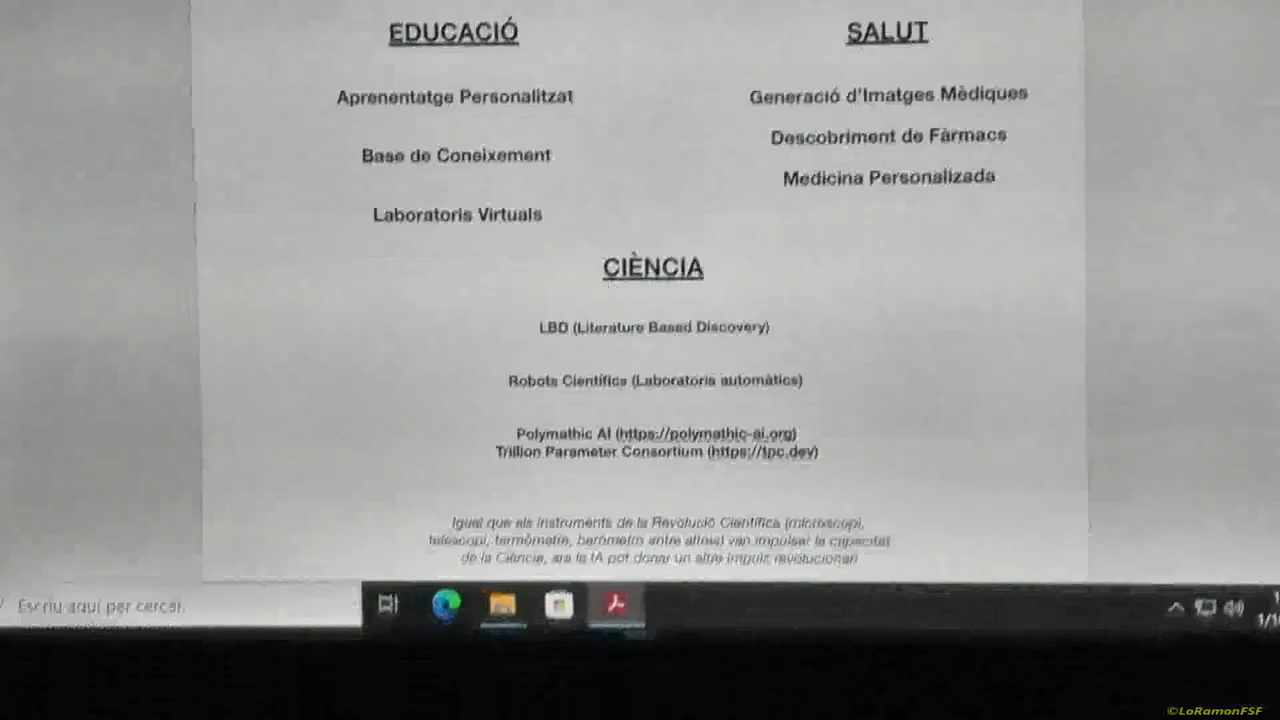 EDUCACIÓ
Aprenentatge Personalitzat
Base de Coneixement
Laboratoris Virtuals
SALUT
Generació d'Imatges Mèdiques
Descobriment de Fàrmacs
Medicina Personalizada
CIÈNCIA
LBD (Literature Based Discovery)
Robots Científics (Laboratoris automàtics)
Polymathic AI (https://polymathic-ai.org)
Trillion Parameter Consortium (https://tpc.dev)
Igual que els instruments de la Revolució Científica (microscopi,
telescopi, termòmetre, baròmetre entre altres) van impulsar la capacitat
de la Ciència, ara la IA pot donar un altre impuls revolucionari
Escriu aquí per cercar.
©LoRamonFSF